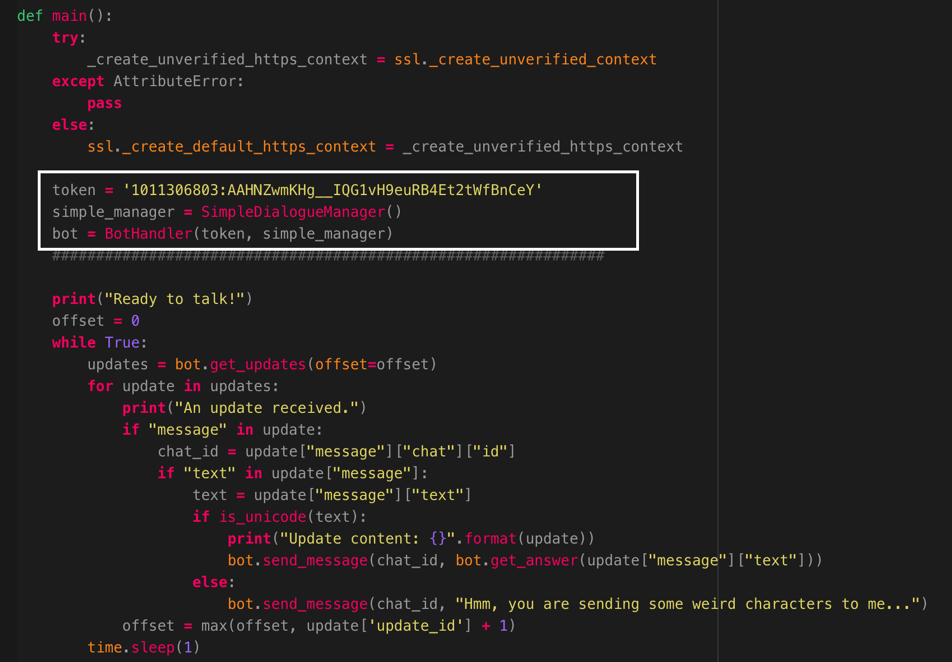 def main():
    try:
        _create_unverified_https_context = ssl._create_unverified_context
    except AttributeError:
        pass
    else:
        ssl._create_default_https_context = _create_unverified_https_context

    token = '1011306803:AAHNZwmKHg__IQG1vH9euRB4Et2tWfBnCeY'
    simple_manager = SimpleDialogueManager()
    bot = BotHandler(token, simple_manager)
    ###############################################################

    print("Ready to talk!")
    offset = 0
    while True:
        updates = bot.get_updates(offset=offset)
        for update in updates:
            print("An update received.")
            if "message" in update:
                chat_id = update["message"]["chat"]["id"]
                if "text" in update["message"]:
                    text = update["message"]["text"]
                    if is_unicode(text):
                        print("Update content: {}".format(update))
                        bot.send_message(chat_id, bot.get_answer(update["message"]["text"]))
                    else:
                        bot.send_message(chat_id, "Hmm, you are sending some weird characters to me...")
            offset = max(offset, update['update_id'] + 1)
        time.sleep(1)